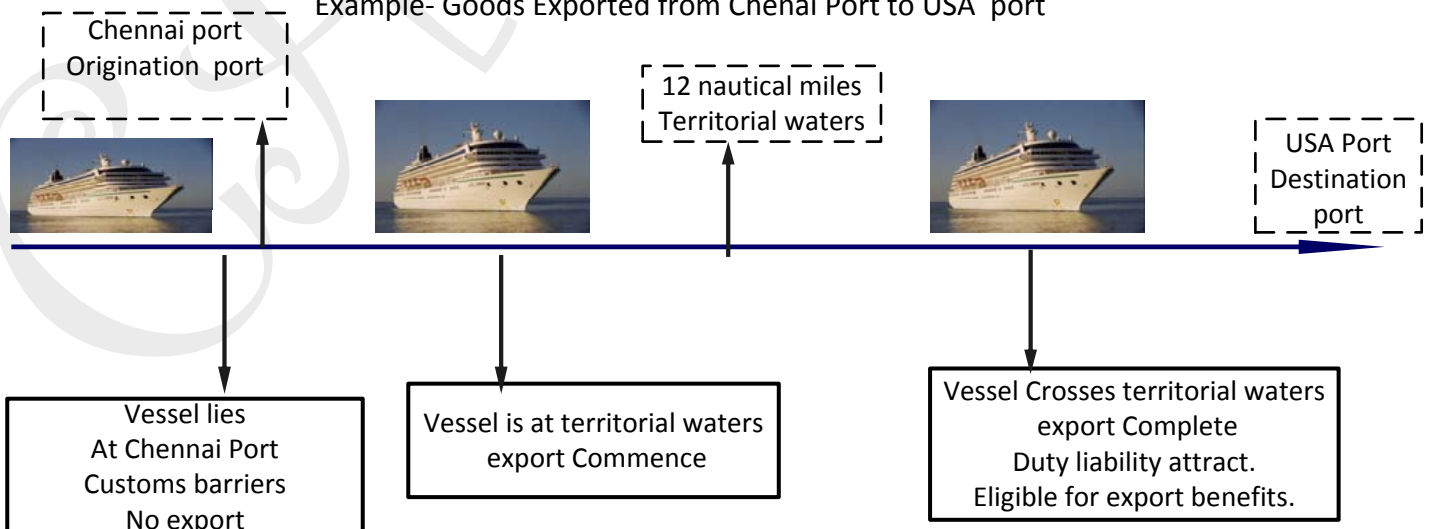 Example- Goods Exported from Chenai Port to USA port
Chennai port
Origination port
12 nautical miles
Territorial waters
USA Port
Destination
port
Vessel lies
At Chennai Port
Customs barriers
No export
Vessel is at territorial waters
export Commence
Vessel Crosses territorial waters
export Complete
Duty liability attract.
Eligible for export benefits.